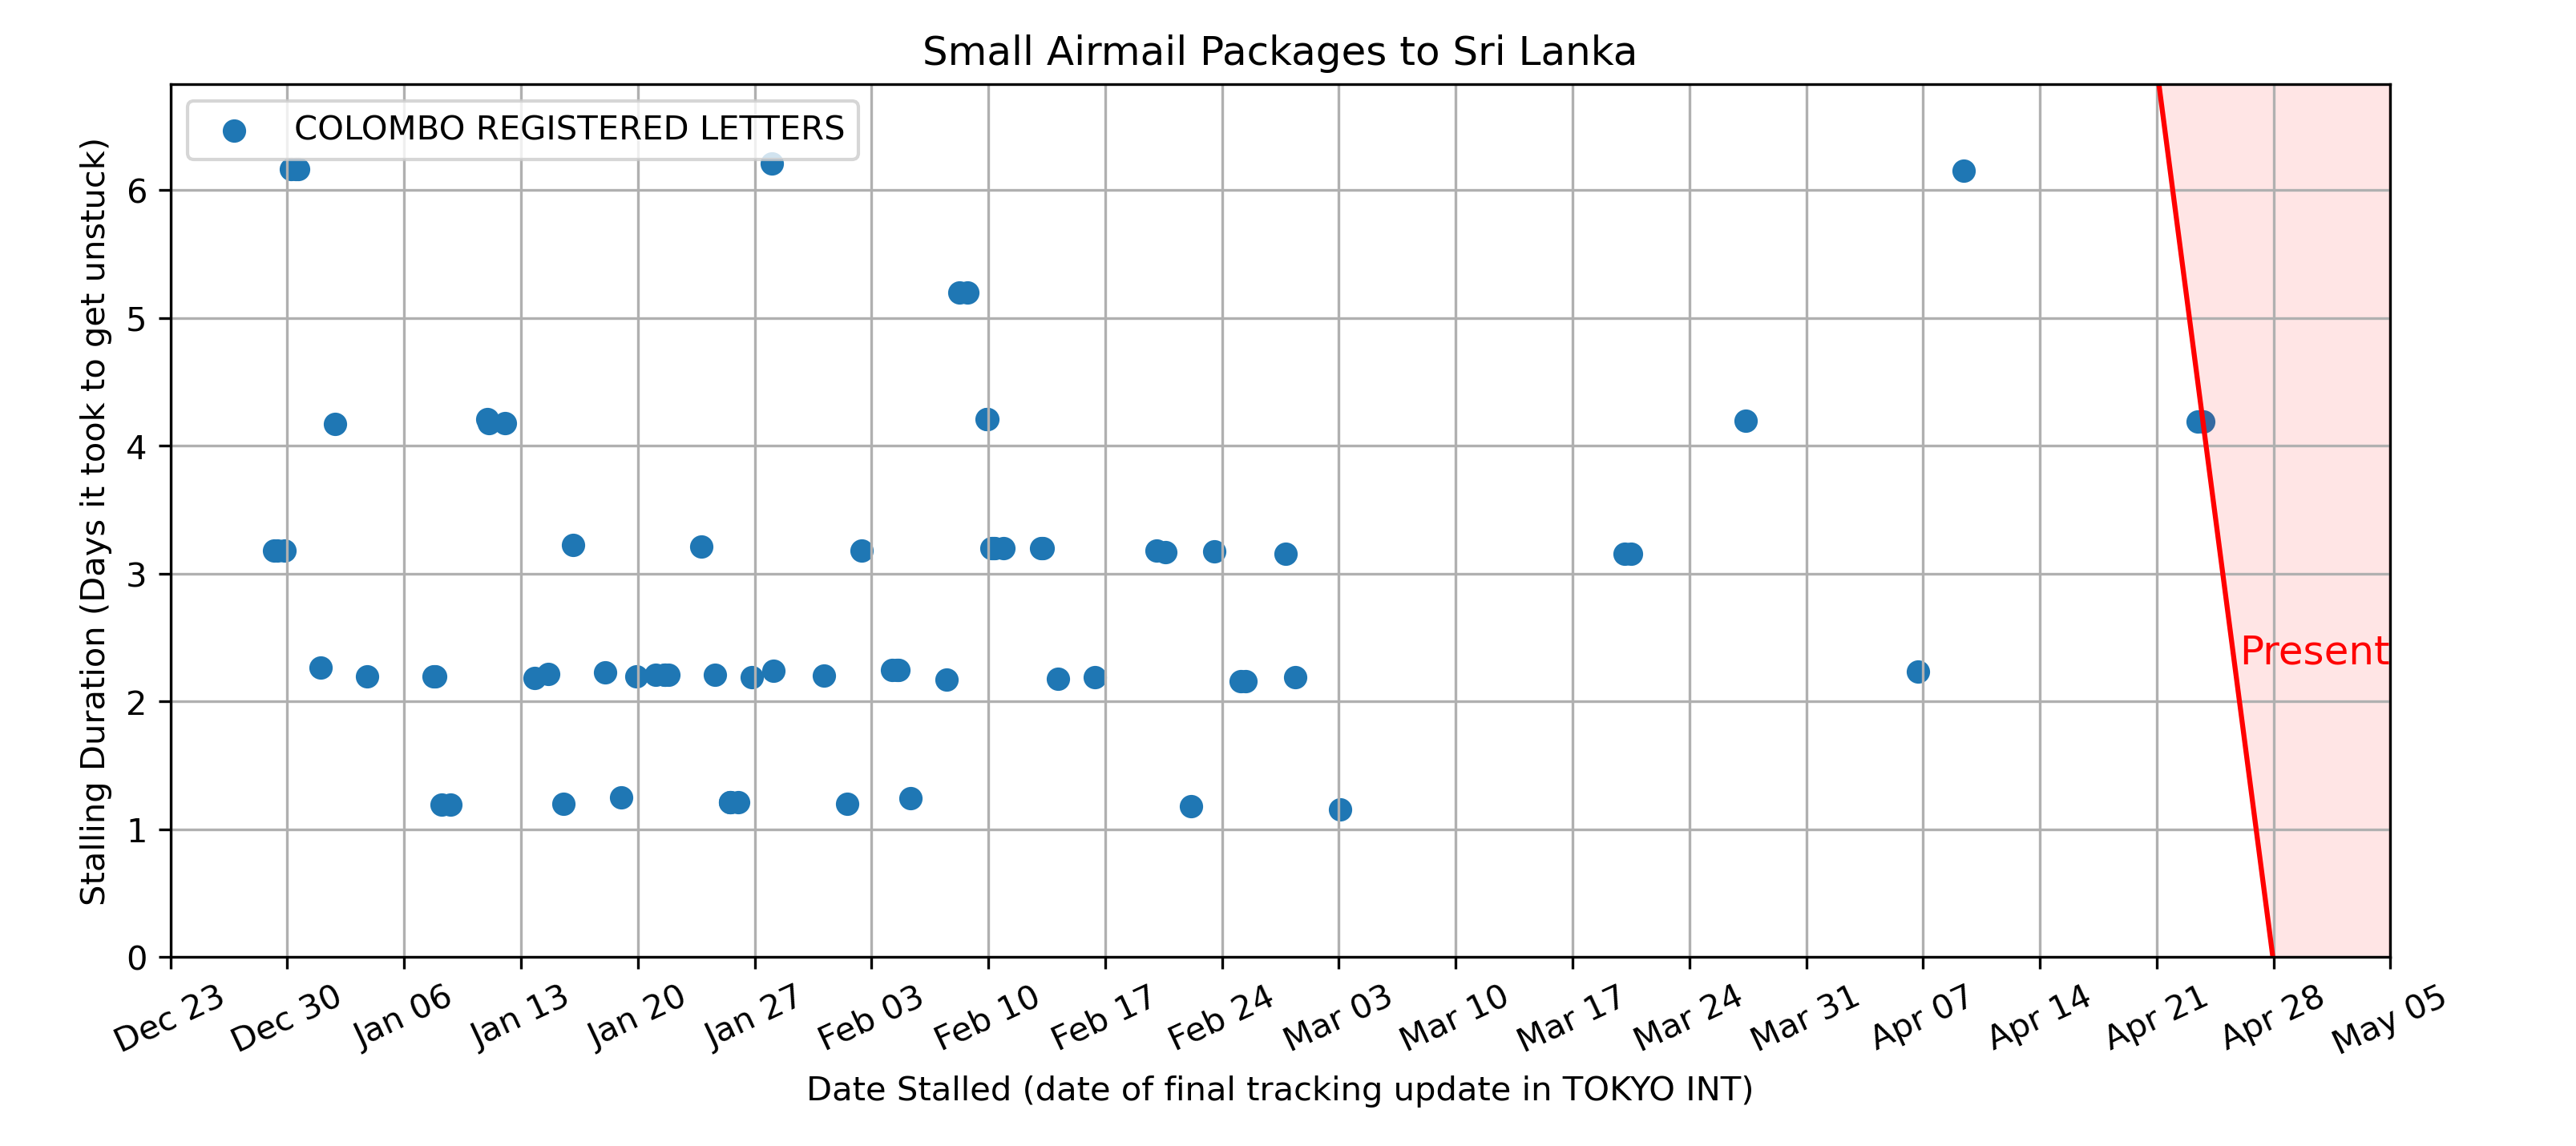 Small Airmail Packages to Sri Lanka
COLOMBO REGISTERED LETTERS
Stalling Duration (Days it took to get unstuck)
6
5
4
3
2
1
0
Present
Dec 23
Dec 30
Jan 06
Jan 13
Jan 20
Jan 27
Feb 03
Feb 10
Feb 17
Feb 24
Mar 03
Mar 10
Mar 17
Mar 24
Mar 31
Apr 07
Apr 14
Apr 21
Apr 28
May 05
Date Stalled (date of final tracking update in TOKYO INT)